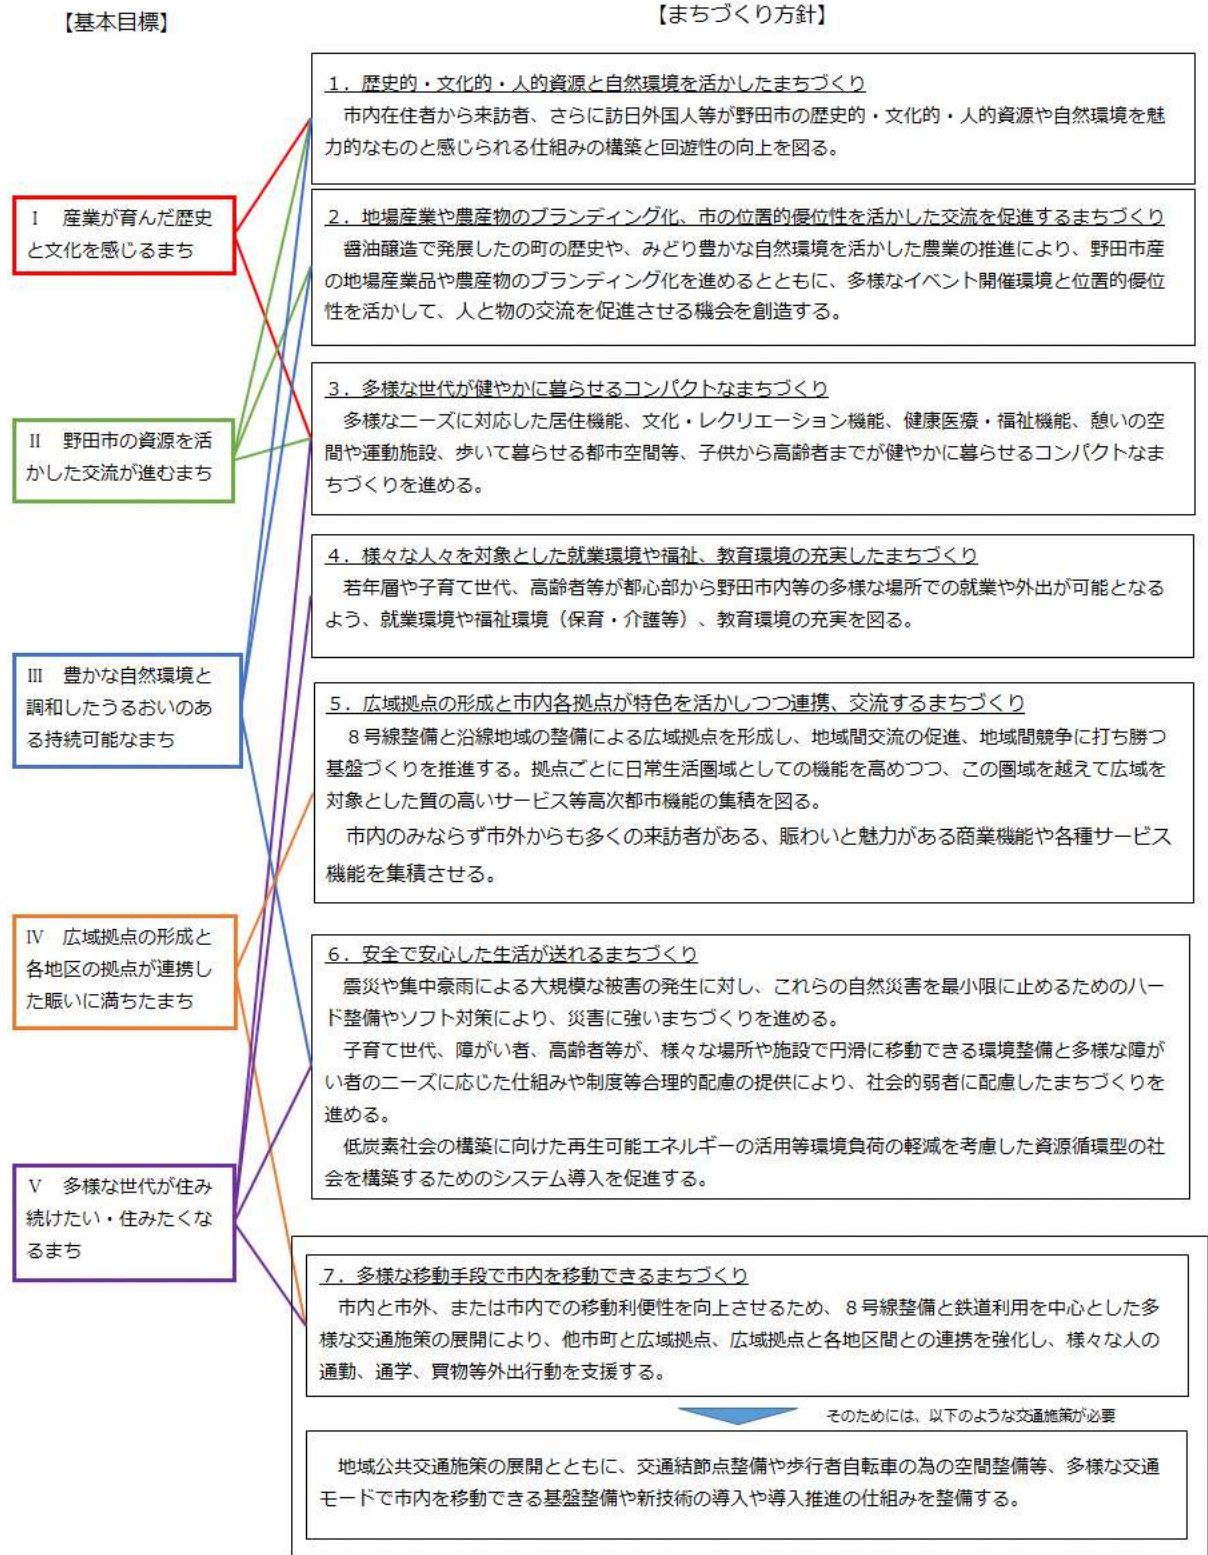 【基本目標】
【まちづくり方針】
Ⅰ　産業が育んだ歴史
と文化を感じるまち
Ⅱ　野田市の資源を活
かした交流が進むまち
Ⅲ　豊かな自然環境と
調和したうるおいのあ
る持続可能なまち
Ⅳ　広域拠点の形成と
各地区の拠点が連携し
た賑いに満ちたまち
Ⅴ　多様な世代が住み
続けたい・住みたくな
るまち
１．歴史的・文化的・人的資源と自然環境を活かしたまちづくり
市内在住者から来訪者、さらに訪日外国人等が野田市の歴史的・文化的・人的資源や自然環境を魅
力的なものと感じられる仕組みの構築と回遊性の向上を図る。
２．地場産業や農産物のブランディング化、市の位置的優位性を活かした交流を促進するまちづくり
醤油醸造で発展したの町の歴史や、みどり豊かな自然環境を活かした農業の推進により、野田市産
の地場産業品や農産物のブランディング化を進めるとともに、多様なイベント開催環境と位置的優位
性を活かして、人と物の交流を促進させる機会を創造する。
３．多様な世代が健やかに暮らせるコンパクトなまちづくり
多様なニーズに対応した居住機能、文化・レクリエーション機能、健康医療・福祉機能、憩いの空
間や運動施設、歩いて暮らせる都市空間等、子供から高齢者までが健やかに暮らせるコンパクトなま
ちづくりを進める。
４．様々な人々を対象とした就業環境や福祉、教育環境の充実したまちづくり
若年層や子育て世代、高齢者等が都心部から野田市内等の多様な場所での就業や外出が可能となる
よう、就業環境や福祉環境（保育・介護等）、教育環境の充実を図る。
５．広域拠点の形成と市内各拠点が特色を活かしつつ連携、交流するまちづくり
８号線整備と沿線地域の整備による広域拠点を形成し、地域間交流の促進、地域間競争に打ち勝つ
基盤づくりを推進する。拠点ごとに日常生活圏域としての機能を高めつつ、この圏域を越えて広域を
対象とした質の高いサービス等高次都市機能の集積を図る。
市内のみならず市外からも多くの来訪者がある、賑わいと魅力がある商業機能や各種サービス
機能を集積させる。
６．安全で安心した生活が送れるまちづくり
震災や集中豪雨による大規模な被害の発生に対し、これらの自然災害を最小限に止めるためのハー
ド整備やソフト対策により、災害に強いまちづくりを進める。
子育て世代、障がい者、高齢者等が、様々な場所や施設で円滑に移動できる環境整備と多様な障が
い者のニーズに応じた仕組みや制度等合理的配慮の提供により、社会的弱者に配慮したまちづくりを
進める。
低炭素社会の構築に向けた再生可能エネルギーの活用等環境負荷の軽減を考慮した資源循環型の社
会を構築するためのシステム導入を促進する。
７．多様な移動手段で市内を移動できるまちづくり
市内と市外、または市内での移動利便性を向上させるため、８号線整備と鉄道利用を中心とした多
様な交通施策の展開により、他市町と広域拠点、広域拠点と各地区間との連携を強化し、様々な人の
通勤、通学、買物等外出行動を支援する。
そのためには、以下のような交通施策が必要
地域公共交通施策の展開とともに、交通結節点整備や歩行者自転車の為の空間整備等、多様な交通
モードで市内を移動できる基盤整備や新技術の導入や導入推進の仕組みを整備する。